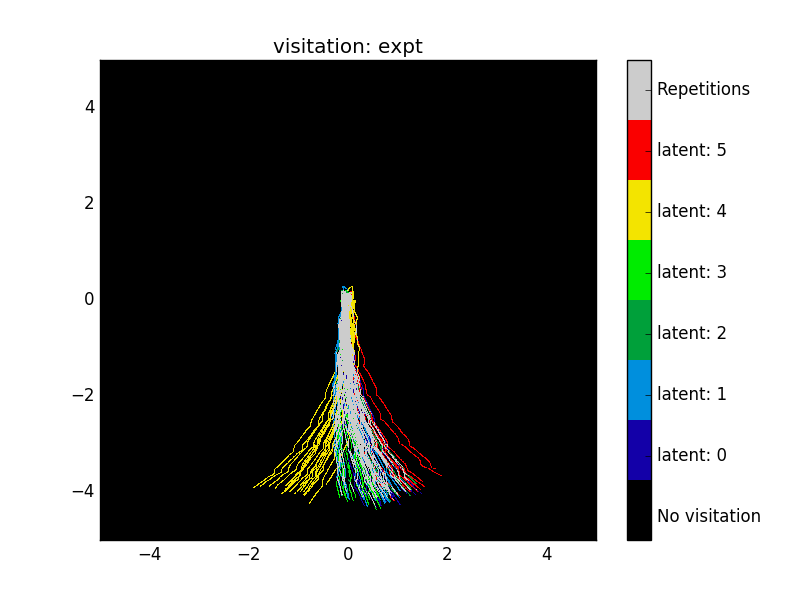 visitation: expt
4
2
0
−2
−4
−4
−2
0
2
4
Repetitions
latent: 5
latent: 4
latent: 3
latent: 2
latent: 1
latent: 0
No visitation